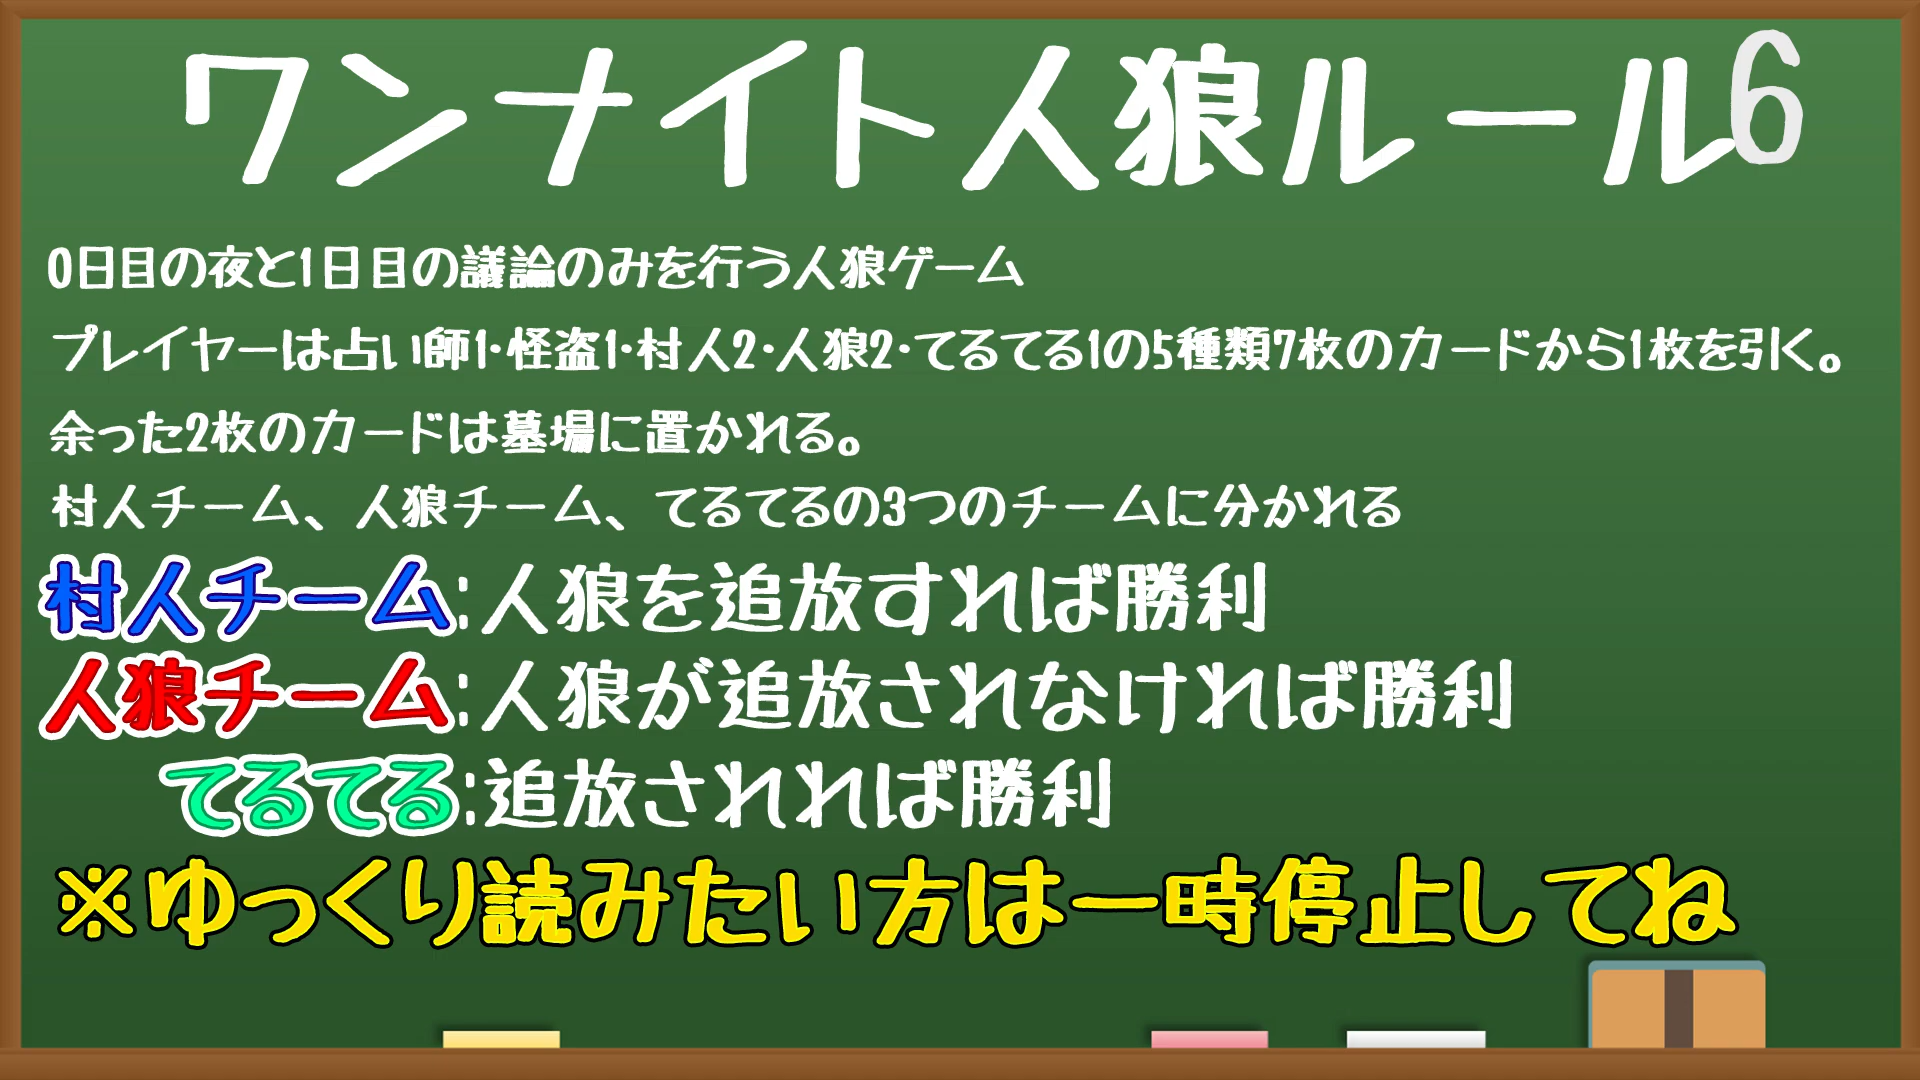 ワンナイト人狼ルール
6
0日目の夜と1日目の議論のみを行う人狼ゲーム
プレイヤーは占い師1・怪盗1・村人2・人狼2・てるてる1の5種類7枚のカードから1枚を引く。
余った2枚のカードは墓場に置かれる。
村人チーム、人狼チーム、てるてるの3つのチームに分かれる
村人チーム:人狼を追放すれば勝利
人狼チーム:人狼が追放されなければ勝利
てるてる:追放されれば勝利
※ゆっくり読みたい方は一時停止してね